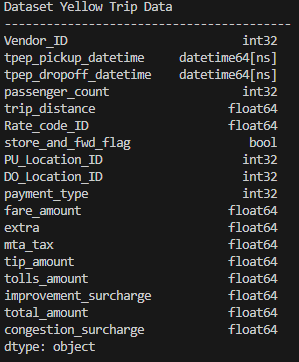 Dataset Yellow Trip Data
----------------------------------------
Vendor_ID int32
tpep_pickup_datetime datetime64[ns]
tpep_dropoff_datetime datetime64[ns]
passenger_count int32
trip_distance float64
Rate_code_ID float64
store_and_fwd_flag bool
PU_Location_ID int32
DO_Location_ID int32
payment_type int32
fare_amount float64
extra float64
mta_tax float64
tip_amount float64
tolls_amount float64
improvement_surcharge float64
total_amount float64
congestion_surcharge float64
dtype: object